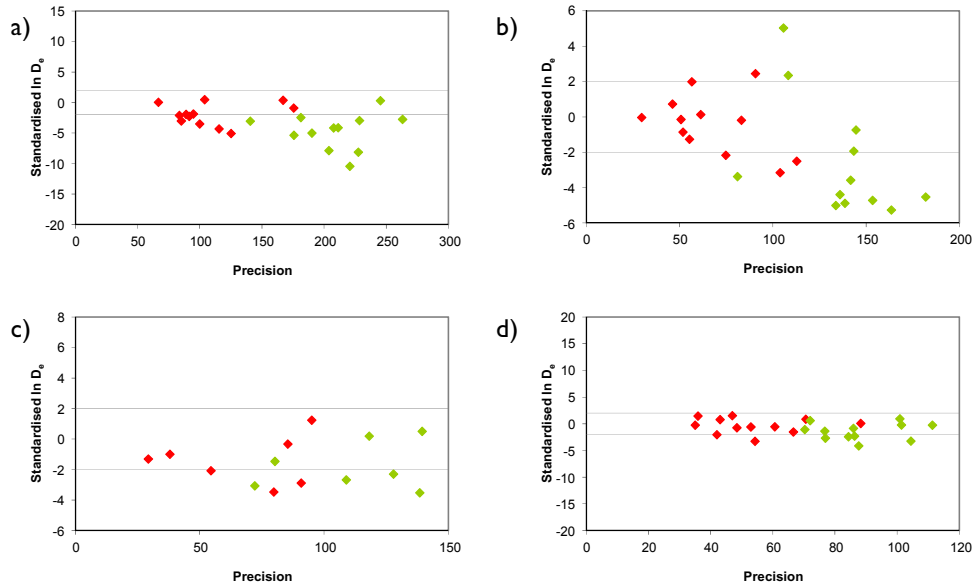 a)
Standardised ln Dₑ
15
10
5
0
-5
-10
-15
-20
0 50 100 150 200 250 300
Precision
b)
Standardised ln Dₑ
6
4
2
0
-2
-4
-6
0 50 100 150 200
Precision
c)
Standardised ln Dₑ
8
6
4
2
0
-2
-4
-6
0 50 100 150
Precision
d)
Standardised ln Dₑ
20
15
10
5
0
-5
-10
-15
-20
0 20 40 60 80 100 120
Precision